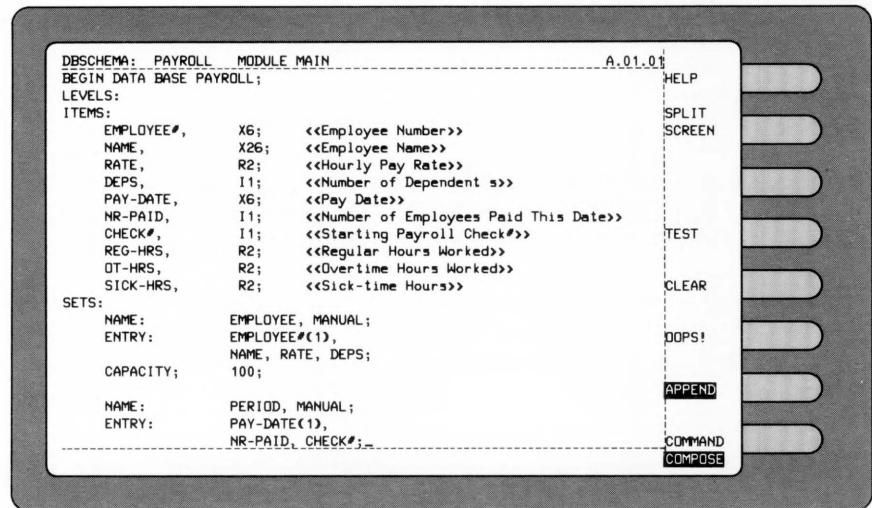 DBSCHEMA: PAYROLL MODULE MAIN A.01.01
BEGIN DATA BASE PAYROLL;
LEVELS:
ITEMS:
EMPLOYEE#, X6; <<Employee Number>>
NAME, X26; <<Employee Name>>
RATE, R2; <<Hourly Pay Rate>>
DEPS, I1; <<Number of Dependent s>>
PAY-DATE, X6; <<Pay Date>>
NR-PAID, I1; <<Number of Employees Paid This Date>>
CHECK#, I1; <<Starting Payroll Check#>>
REG-HRS, R2; <<Regular Hours Worked>>
OT-HRS, R2; <<Overtime Hours Worked>>
SICK-HRS, R2; <<Sick-time Hours>>
SETS:
NAME: EMPLOYEE, MANUAL;
ENTRY: EMPLOYEE#(1),
NAME, RATE, DEPS;
CAPACITY; 100;
NAME: PERIOD, MANUAL;
ENTRY: PAY-DATE(1),
NR-PAID, CHECK#;_
HELP
SPLIT
SCREEN
TEST
CLEAR
OOPS!
APPEND
COMMAND
COMPOSE